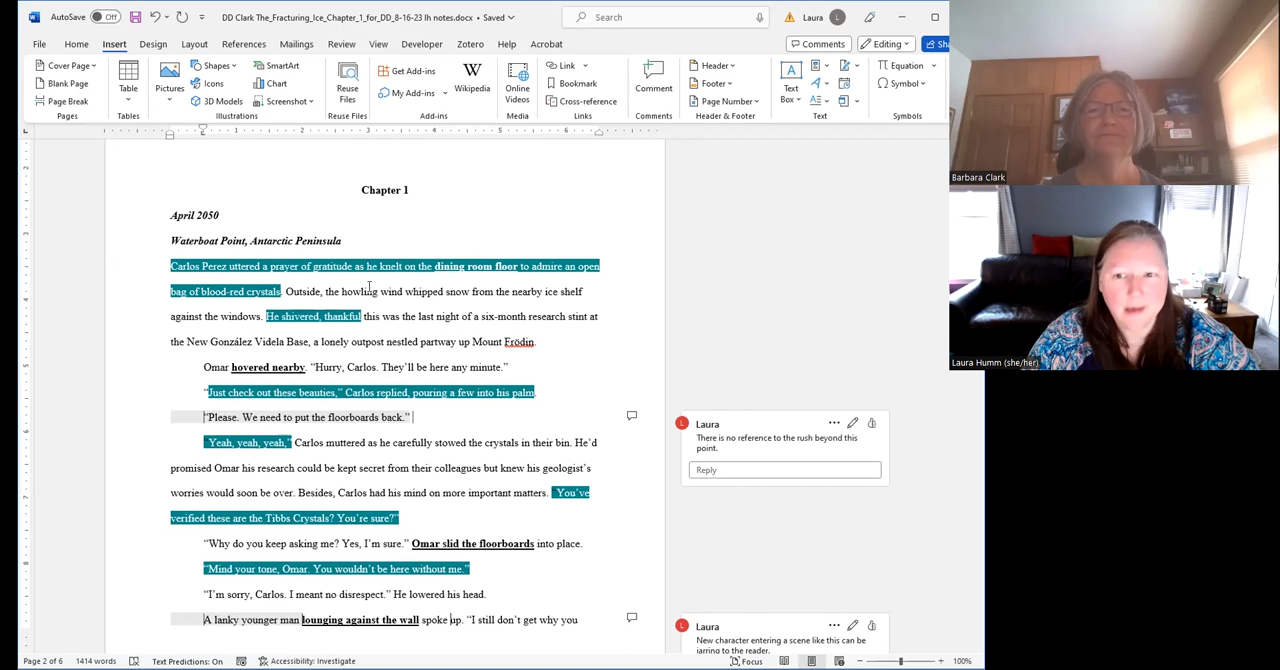 AutoSave Off DD Clark The_Fracturing_Ice_Chapter_1_for_DD_8-16-23 lh notes.docx • Saved Search Laura L
File Home Insert Design Layout References Mailings Review View Developer Zotero Help Acrobat Comments Editing Sha
Cover Page
Blank Page
Page Break
Pages
Table
Tables
Pictures
Shapes
Icons
3D Models
SmartArt
Chart
Screenshot
Illustrations
Reuse
Files
Reuse Files
Get Add-ins
My Add-ins
W
Wikipedia
Add-ins
Online
Videos
Media
Link
Bookmark
Cross-reference
Links
Comment
Comments
Header
Footer
Page Number
Header & Footer
A
Text
Box
Text
Equation
Symbol
Symbols
Chapter 1
April 2050
Waterboat Point, Antarctic Peninsula
Carlos Perez uttered a prayer of gratitude as he knelt on the dining room floor to admire an open
bag of blood-red crystals. Outside, the howling wind whipped snow from the nearby ice shelf
against the windows. He shivered, thankful this was the last night of a six-month research stint at
the New González Videla Base, a lonely outpost nestled partway up Mount Frödin.
Omar hovered nearby. “Hurry, Carlos. They’ll be here any minute.”
“Just check out these beauties,” Carlos replied, pouring a few into his palm.
“Please. We need to put the floorboards back.”
“Yeah, yeah, yeah,” Carlos muttered as he carefully stowed the crystals in their bin. He’d
promised Omar his research could be kept secret from their colleagues but knew his geologist’s
worries would soon be over. Besides, Carlos had his mind on more important matters. “You’ve
verified these are the Tibbs Crystals? You’re sure?”
“Why do you keep asking me? Yes, I’m sure.” Omar slid the floorboards into place.
“Mind your tone, Omar. You wouldn’t be here without me.”
“I’m sorry, Carlos. I meant no disrespect.” He lowered his head.
A lanky younger man lounging against the wall spoke up. “I still don’t get why you
L Laura
There is no reference to the rush beyond this
point.
Reply
L Laura
New character entering a scene like this can be
jarring to the reader.
Barbara Clark
Laura Humm (she/her)
Page 2 of 6 1414 words Text Predictions: On Accessibility: Investigate Focus 100%